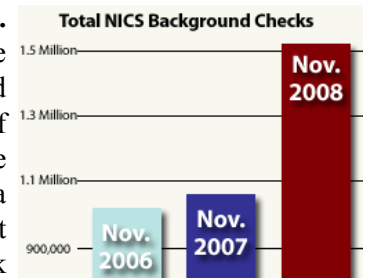 Total NICS Background Checks
1.5 Million
Nov.
2008
1.3 Million
1.1 Million
Nov.
2006
Nov.
2007
900,000